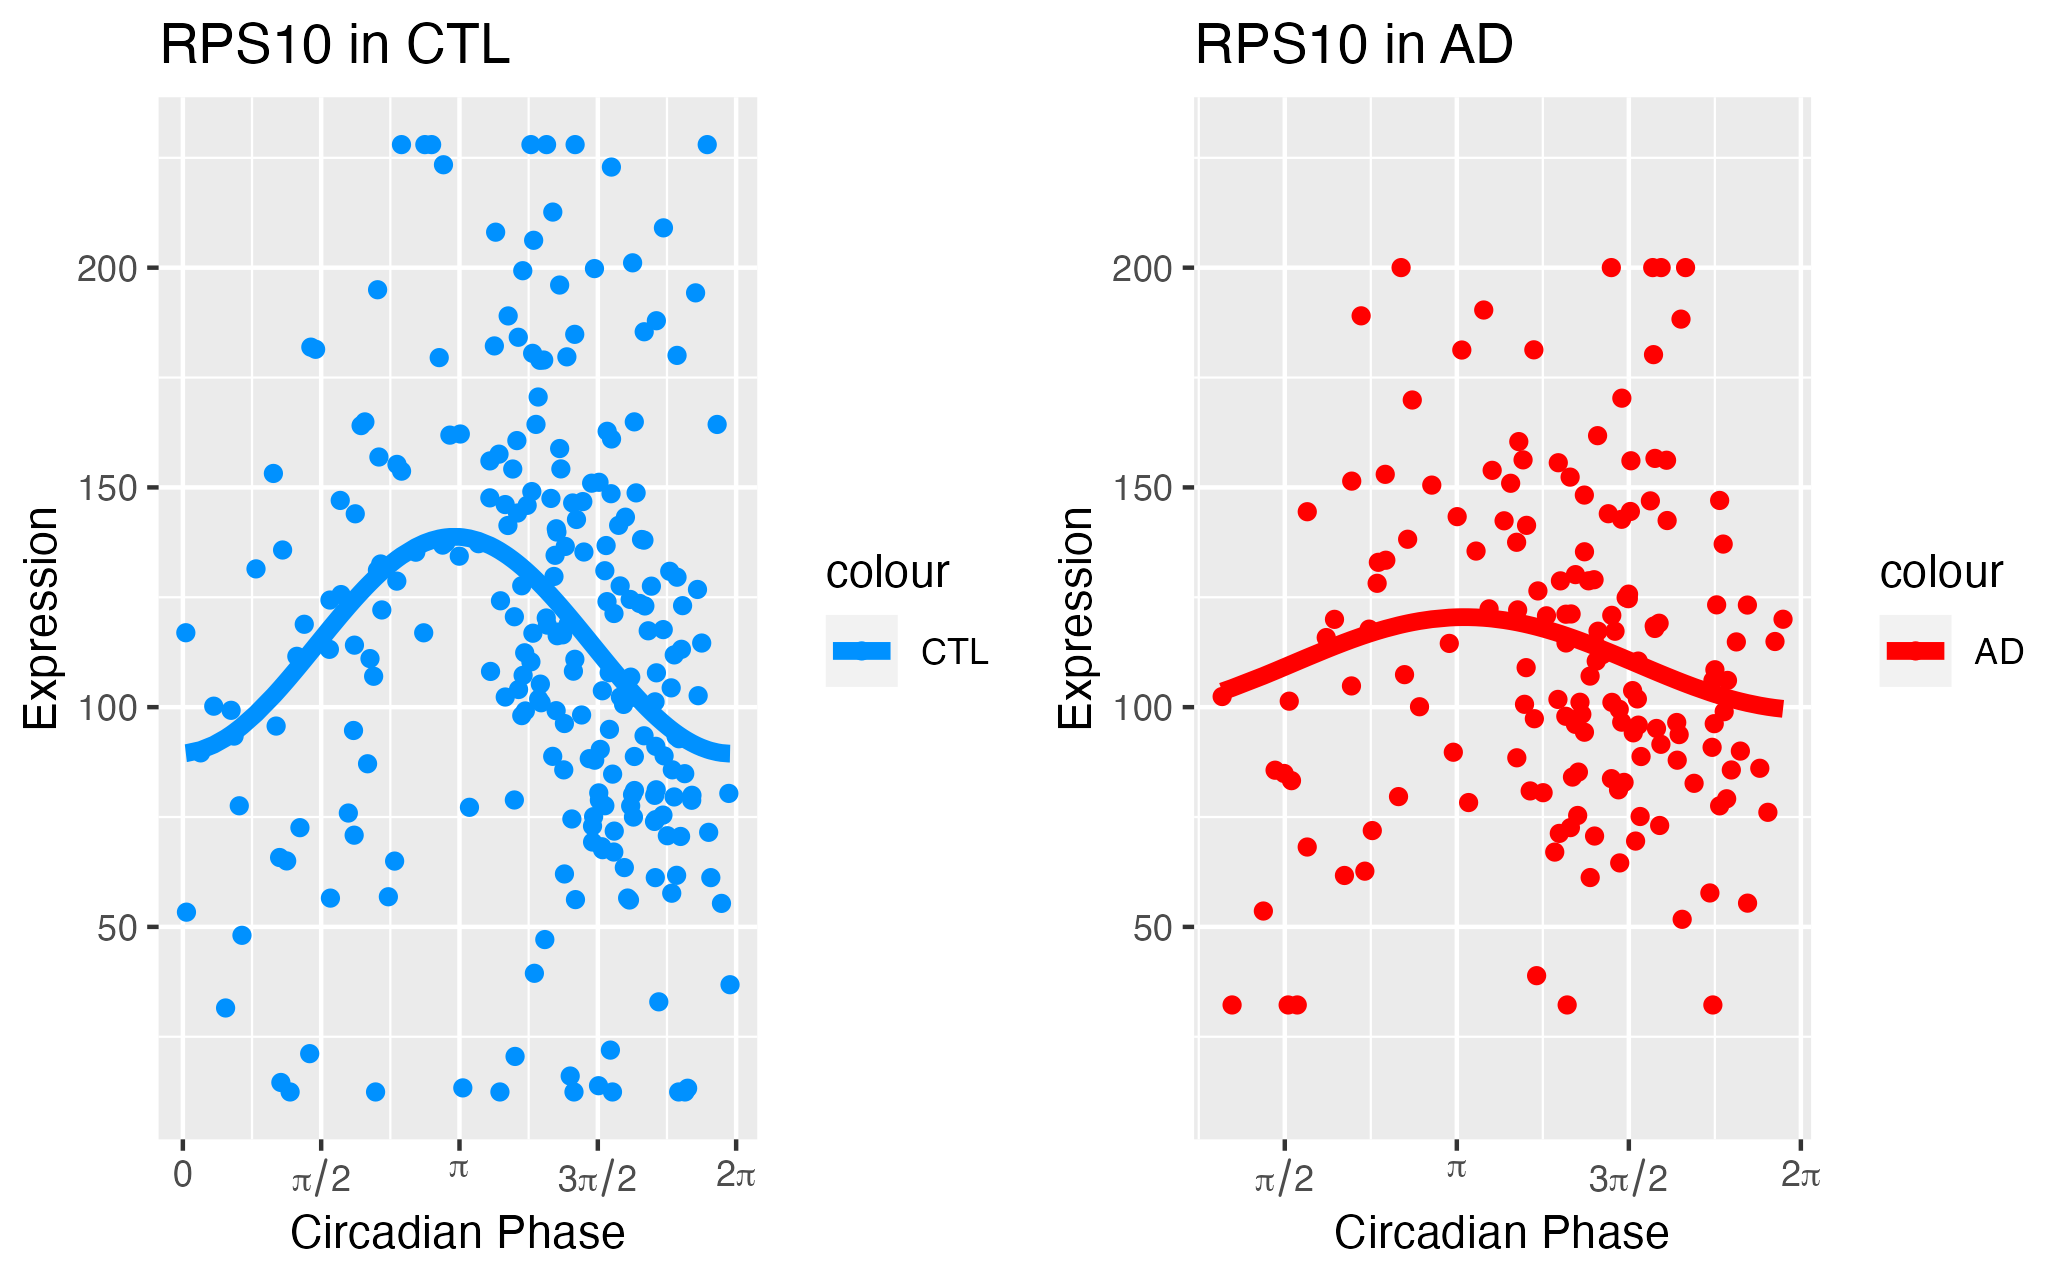 RPS10 in CTL
Expression
200
150
100
50
0 π/2 π 3π/2 2π
Circadian Phase
colour
CTL
RPS10 in AD
Expression
200
150
100
50
π/2 π 3π/2 2π
Circadian Phase
colour
AD